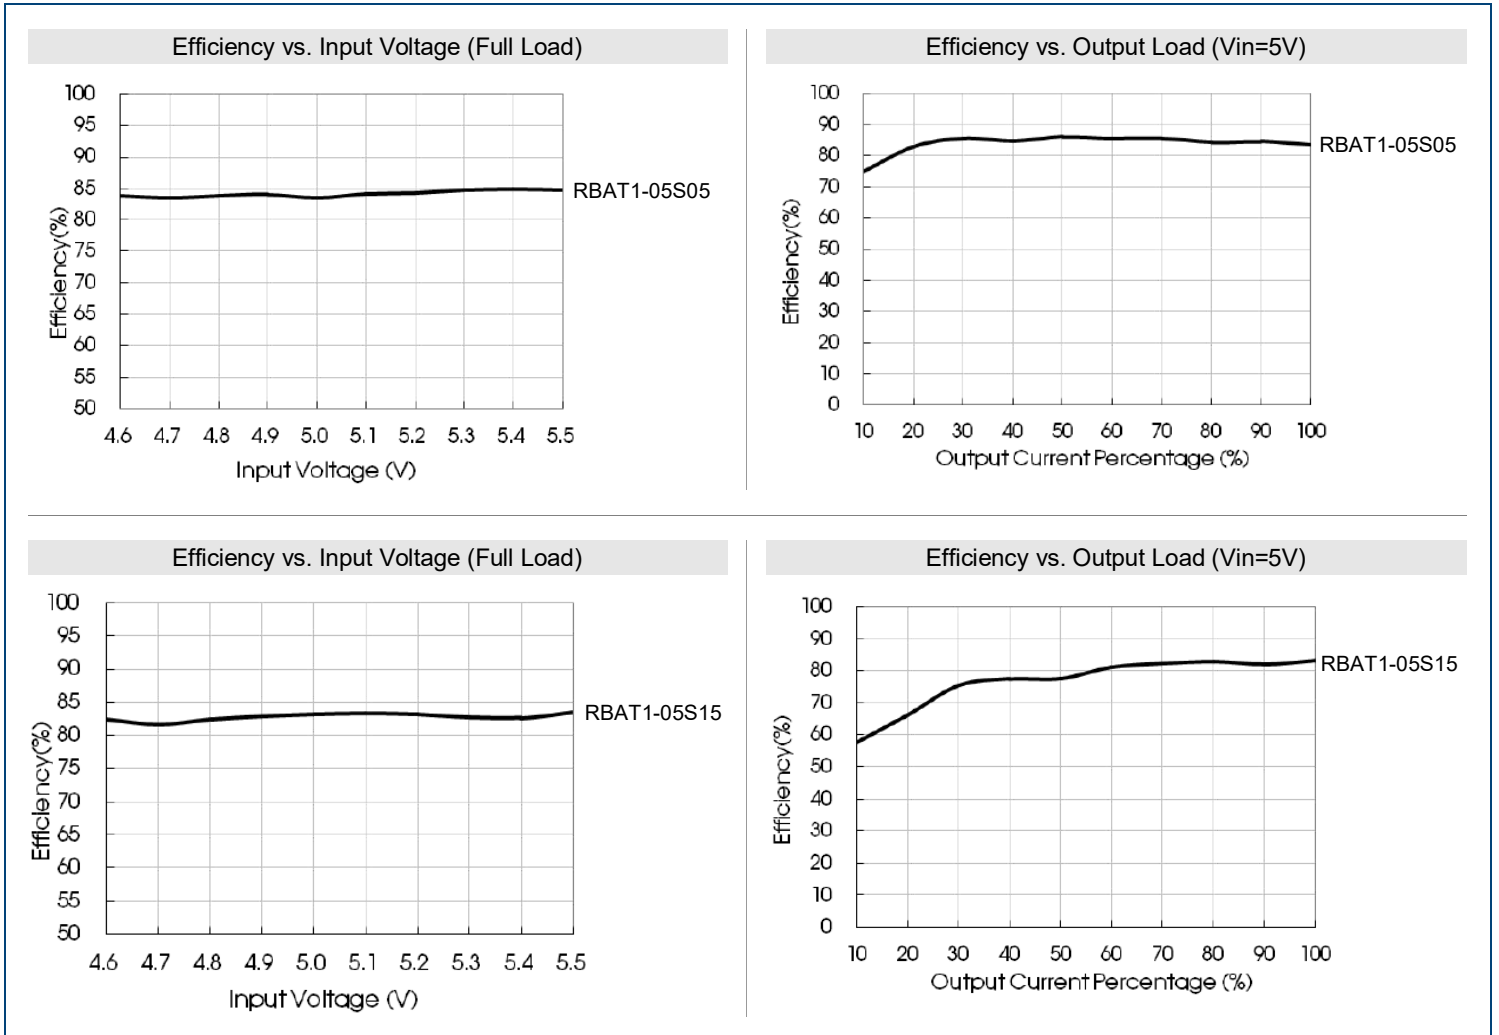 Efficiency vs. Input Voltage (Full Load)
100
95
90
85
80
75
70
65
60
55
50
Efficiency(%)
4.6 4.7 4.8 4.9 5.0 5.1 5.2 5.3 5.4 5.5
Input Voltage (V)
RBAT1-05S05
Efficiency vs. Output Load (Vin=5V)
100
90
80
70
60
50
40
30
20
10
0
Efficiency(%)
10 20 30 40 50 60 70 80 90 100
Output Current Percentage (%)
RBAT1-05S05
Efficiency vs. Input Voltage (Full Load)
100
95
90
85
80
75
70
65
60
55
50
Efficiency(%)
4.6 4.7 4.8 4.9 5.0 5.1 5.2 5.3 5.4 5.5
Input Voltage (V)
RBAT1-05S15
Efficiency vs. Output Load (Vin=5V)
100
90
80
70
60
50
40
30
20
10
0
Efficiency(%)
10 20 30 40 50 60 70 80 90 100
Output Current Percentage (%)
RBAT1-05S15